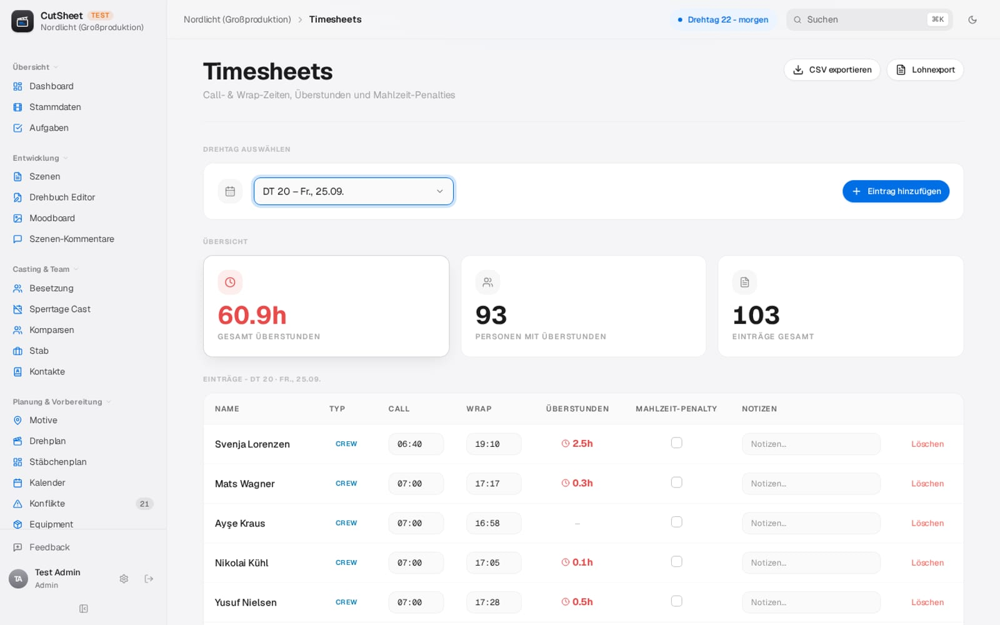 CutSheet TEST
Nordlicht (Großproduktion)
Übersicht
Dashboard
Stammdaten
Aufgaben
Entwicklung
Szenen
Drehbuch Editor
Moodboard
Szenen-Kommentare
Casting & Team
Besetzung
Sperrtage Cast
Komparsen
Stab
Kontakte
Planung & Vorbereitung
Motive
Drehplan
Stäbchenplan
Kalender
Konflikte 21
Equipment
Feedback
TA
Test Admin
Admin
Nordlicht (Großproduktion) Timesheets
Drehtag 22 - morgen
Suchen ⌘K
Timesheets
Call- & Wrap-Zeiten, Überstunden und Mahlzeit-Penalties
CSV exportieren
Lohnexport
DREHTAG AUSWÄHLEN
DT 20 – Fr., 25.09.
Eintrag hinzufügen
ÜBERSICHT
60.9h
GESAMT ÜBERSTUNDEN
93
PERSONEN MIT ÜBERSTUNDEN
103
EINTRÄGE GESAMT
EINTRÄGE - DT 20 · FR., 25.09.
NAME TYP CALL WRAP ÜBERSTUNDEN MAHLZEIT-PENALTY NOTIZEN
Svenja Lorenzen CREW 06:40 19:10 2.5h Notizen... Löschen
Mats Wagner CREW 07:00 17:17 0.3h Notizen... Löschen
Ayşe Kraus CREW 07:00 16:58 – Notizen... Löschen
Nikolai Kühl CREW 07:00 17:05 0.1h Notizen... Löschen
Yusuf Nielsen CREW 07:00 17:28 0.5h Notizen... Löschen